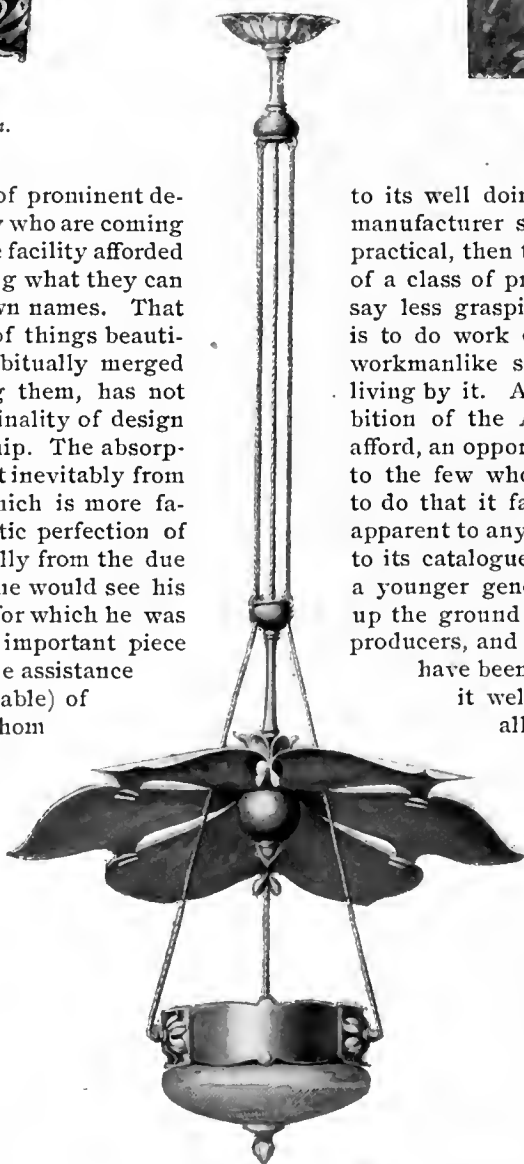 of prominent de-
who are coming
facility afforded
g what they can
wn names. That
of things beauti-
bitually merged
g them, has not
inality of design
ip. The absorp-
t inevitably from
hich is more fa-
tic perfection of
lly from the due
he would see his
for which he was
important piece
e assistance
able) of
hom
to its well doin
manufacturer s
practical, then t
of a class of pr
say less graspi
is to do work
workmanlike s
living by it. A
bition of the A
afford, an oppor
to the few who
to do that it fa
apparent to any
to its catalogue
a younger gen
up the ground
producers, and
have been
it wel
all